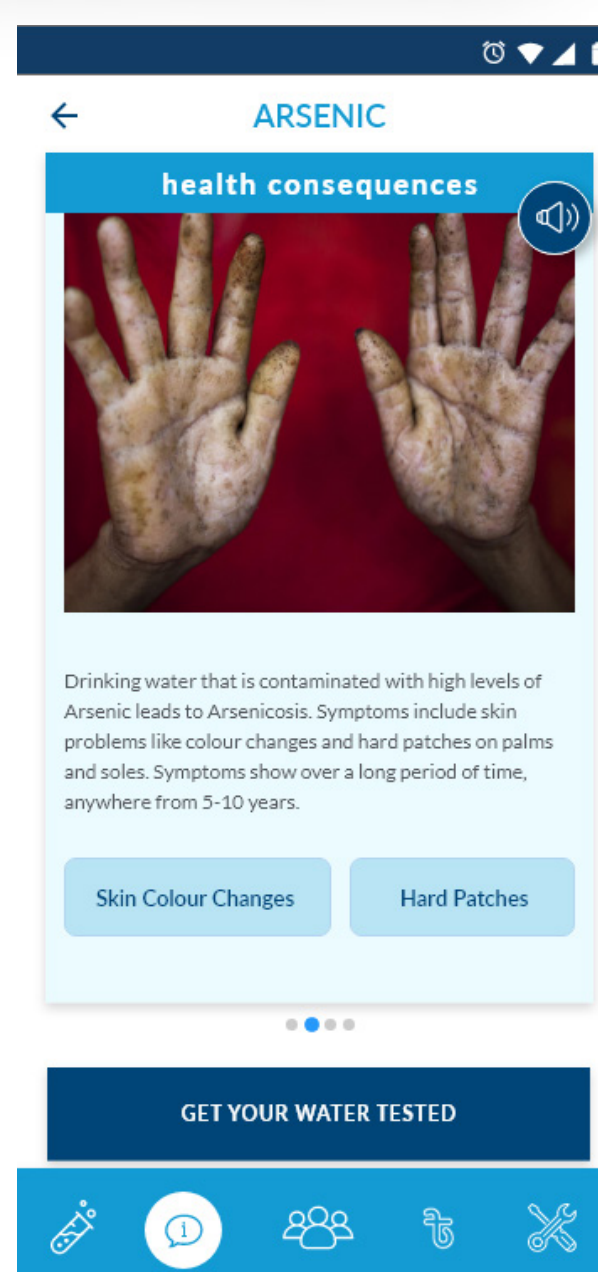 ARSENIC
health consequences
Drinking water that is contaminated with high levels of
Arsenic leads to Arsenicosis. Symptoms include skin
problems like colour changes and hard patches on palms
and soles. Symptoms show over a long period of time,
anywhere from 5-10 years.
Skin Colour Changes Hard Patches
GET YOUR WATER TESTED
i ৳